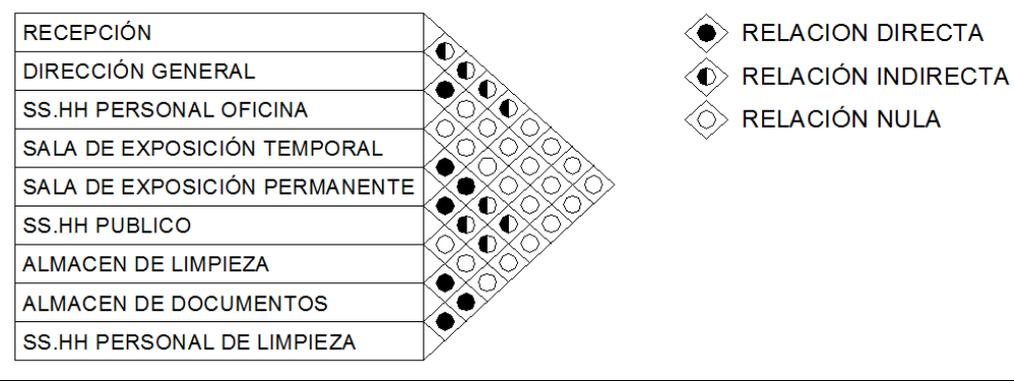 RECEPCIÓN
DIRECCIÓN GENERAL
SS.HH PERSONAL OFICINA
SALA DE EXPOSICIÓN TEMPORAL
SALA DE EXPOSICIÓN PERMANENTE
SS.HH PUBLICO
ALMACEN DE LIMPIEZA
ALMACEN DE DOCUMENTOS
SS.HH PERSONAL DE LIMPIEZA
RELACION DIRECTA
RELACIÓN INDIRECTA
RELACIÓN NULA